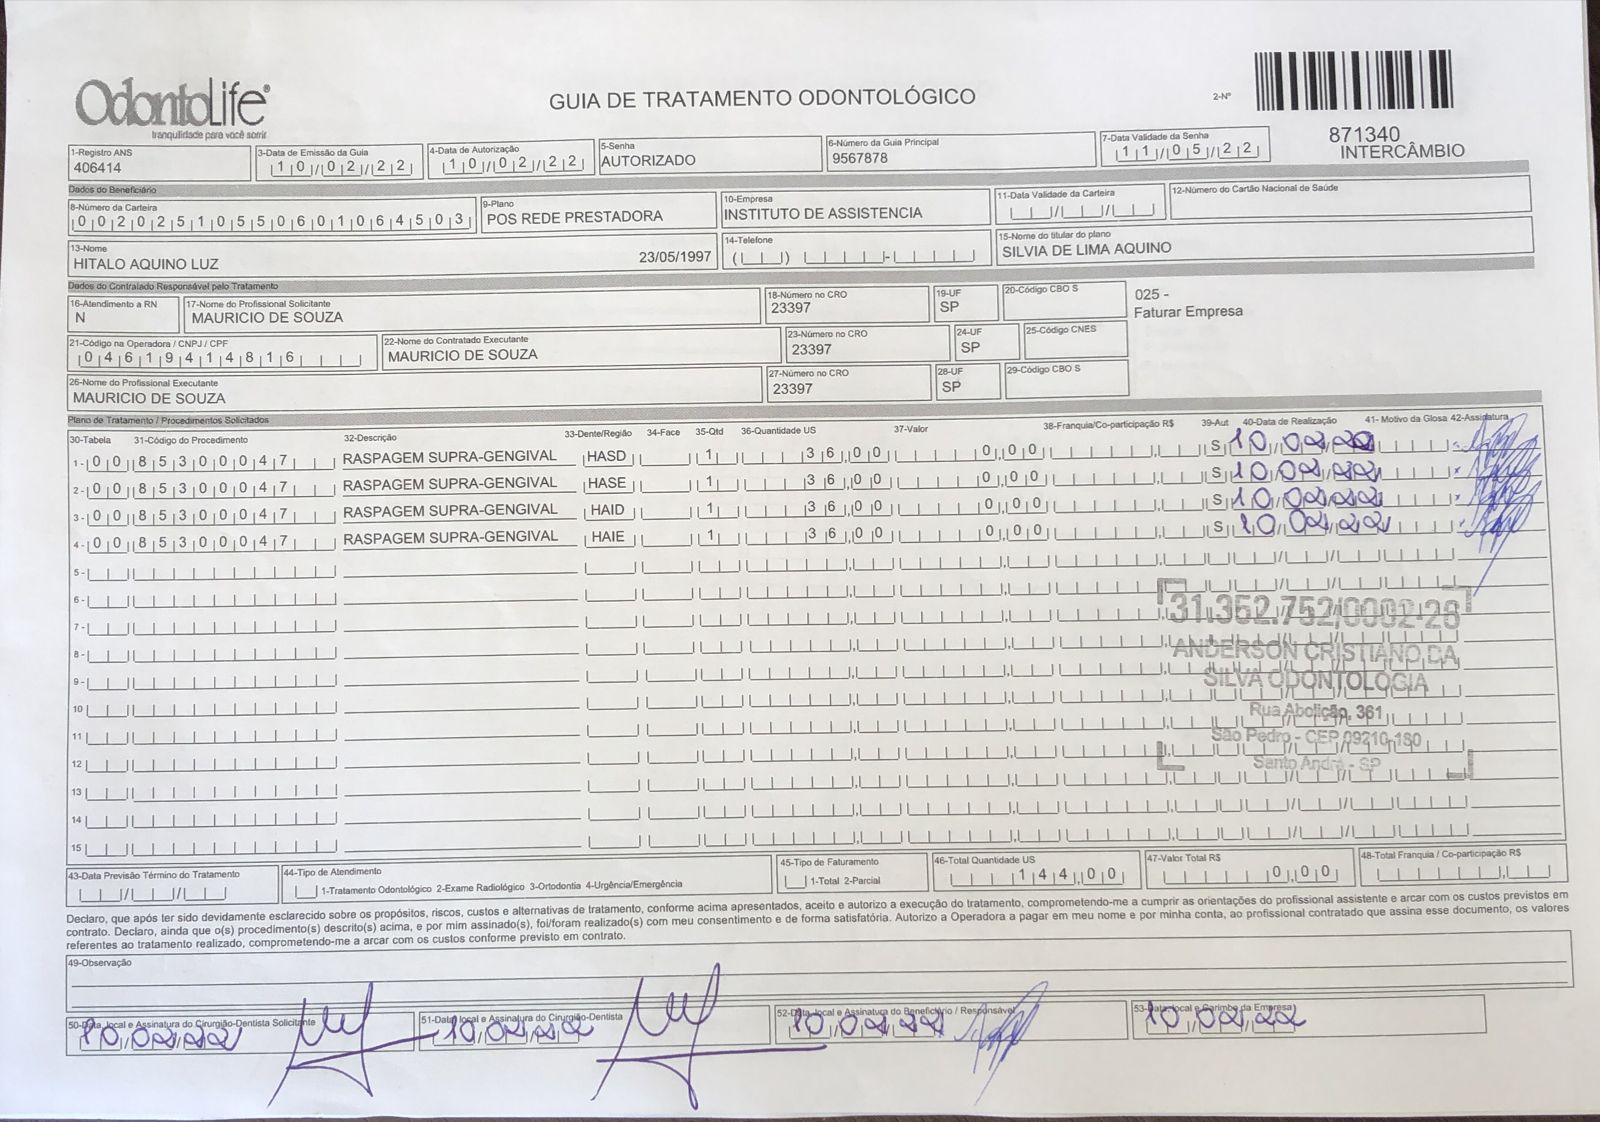 OdontoLife®
tranquilidade para você sorrir
GUIA DE TRATAMENTO ODONTOLÓGICO
2-Nº
871340
INTERCÂMBIO
1-Registro ANS 3-Data de Emissão da Guia 4-Data de Autorização 5-Senha 6-Número da Guia Principal 7-Data Validade da Senha
406414 10/02/22 10/02/22 AUTORIZADO 9567878 11/05/22
Dados do Beneficiário
8-Número da Carteira 9-Plano 10-Empresa 11-Data Validade da Carteira 12-Número do Cartão Nacional de Saúde
00202510550601064503 POS REDE PRESTADORA INSTITUTO DE ASSISTENCIA
13-Nome 14-Telefone 15-Nome do titular do plano
HITALO AQUINO LUZ 23/05/1997 SILVIA DE LIMA AQUINO
Dados do Contratado Responsável pelo Tratamento
16-Atendimento a RN 17-Nome do Profissional Solicitante 18-Número no CRO 19-UF 20-Código CBO S
N MAURICIO DE SOUZA 23397 SP
025 -
Faturar Empresa
21-Código na Operadora / CNPJ / CPF 22-Nome do Contratado Executante 23-Número no CRO 24-UF 25-Código CNES
04619414816 MAURICIO DE SOUZA 23397 SP
26-Nome do Profissional Executante 27-Número no CRO 28-UF 29-Código CBO S
MAURICIO DE SOUZA 23397 SP
Plano de Tratamento / Procedimentos Solicitados
30-Tabela 31-Código do Procedimento 32-Descrição 33-Dente/Região 34-Face 35-Qtd 36-Quantidade US 37-Valor 38-Franquia/Co-participação R$ 39-Aut 40-Data de Realização 41- Motivo da Glosa 42-Assinatura
1- 00 85300047 RASPAGEM SUPRA-GENGIVAL HASD 1 36,00 0,00 S 10/02/22
2- 00 85300047 RASPAGEM SUPRA-GENGIVAL HASE 1 36,00 0,00 S 10/02/22
3- 00 85300047 RASPAGEM SUPRA-GENGIVAL HAID 1 36,00 0,00 S 10/02/22
4- 00 85300047 RASPAGEM SUPRA-GENGIVAL HAIE 1 36,00 0,00 S 10/02/22
5-
6-
7-
8-
9-
10
11
12
13
14
15
31.352.752/0002-26
ANDERSON CRISTIANO DA
SILVA ODONTOLOGIA
Rua Abolição, 361
São Pedro - CEP 09210-180
Santo André - SP
43-Data Previsão Término do Tratamento 44-Tipo de Atendimento 45-Tipo de Faturamento 46-Total Quantidade US 47-Valor Total R$ 48-Total Franquia / Co-participação R$
1-Tratamento Odontológico 2-Exame Radiológico 3-Ortodontia 4-Urgência/Emergência 1-Total 2-Parcial 144,00 0,00
Declaro, que após ter sido devidamente esclarecido sobre os propósitos, riscos, custos e alternativas de tratamento, conforme acima apresentados, aceito e autorizo a execução do tratamento, comprometendo-me a cumprir as orientações do profissional assistente e arcar com os custos previstos em
contrato. Declaro, ainda que o(s) procedimento(s) descrito(s) acima, e por mim assinado(s), foi/foram realizado(s) com meu consentimento e de forma satisfatória. Autorizo a Operadora a pagar em meu nome e por minha conta, ao profissional contratado que assina esse documento, os valores
referentes ao tratamento realizado, comprometendo-me a arcar com os custos conforme previsto em contrato.
49-Observação
50-Data, local e Assinatura do Cirurgião-Dentista Solicitante 51-Data, local e Assinatura do Cirurgião-Dentista 52-Data, local e Assinatura do Beneficiário / Responsável 53-Data, local e Carimbo da Empresa
10/02/22 10/02/22 10/02/22 10/02/22